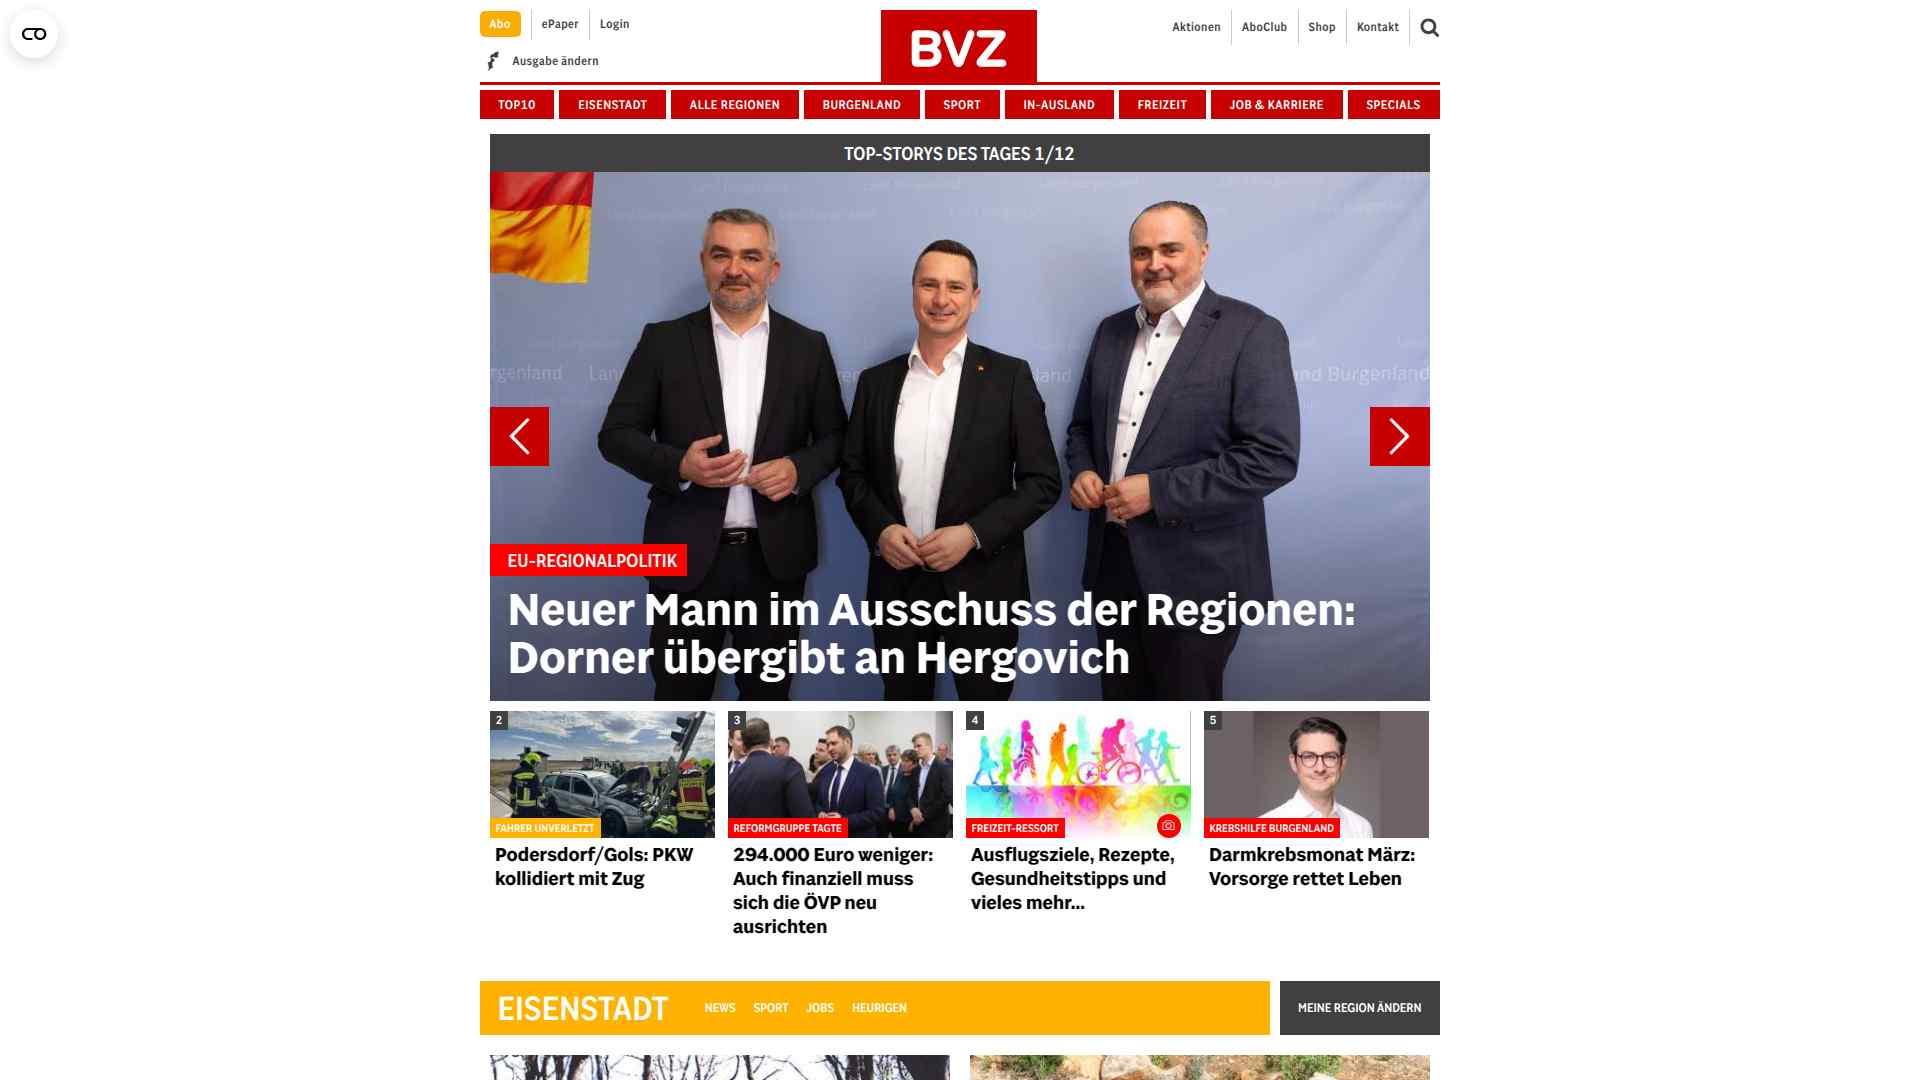 Abo
ePaper
Login
Ausgabe ändern
BVZ
Aktionen
AboClub
Shop
Kontakt
TOP10
EISENSTADT
ALLE REGIONEN
BURGENLAND
SPORT
IN-AUSLAND
FREIZEIT
JOB & KARRIERE
SPECIALS
TOP-STORYS DES TAGES 1/12
EU-REGIONALPOLITIK
Neuer Mann im Ausschuss der Regionen:
Dorner übergibt an Hergovich
2
FAHRER UNVERLETZT
Podersdorf/Gols: PKW
kollidiert mit Zug
3
REFORMGRUPPE TAGTE
294.000 Euro weniger:
Auch finanziell muss
sich die ÖVP neu
ausrichten
4
FREIZEIT-RESSORT
Ausflugsziele, Rezepte,
Gesundheitstipps und
vieles mehr...
5
KREBSHILFE BURGENLAND
Darmkrebsmonat März:
Vorsorge rettet Leben
EISENSTADT
NEWS
SPORT
JOBS
HEURIGEN
MEINE REGION ÄNDERN